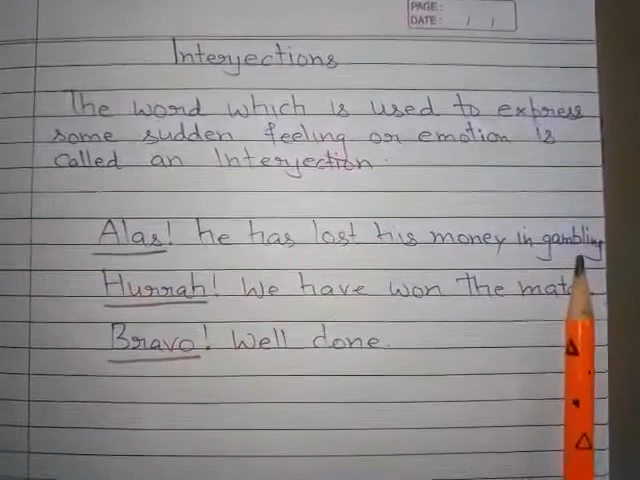 PAGE:
DATE: / /
Interjections
The word which is used to express
some sudden feeling or emotion is
called an Interjection.
Alas! he has lost his money in gambling
Hurrah! We have won the mat
Bravo! Well done.